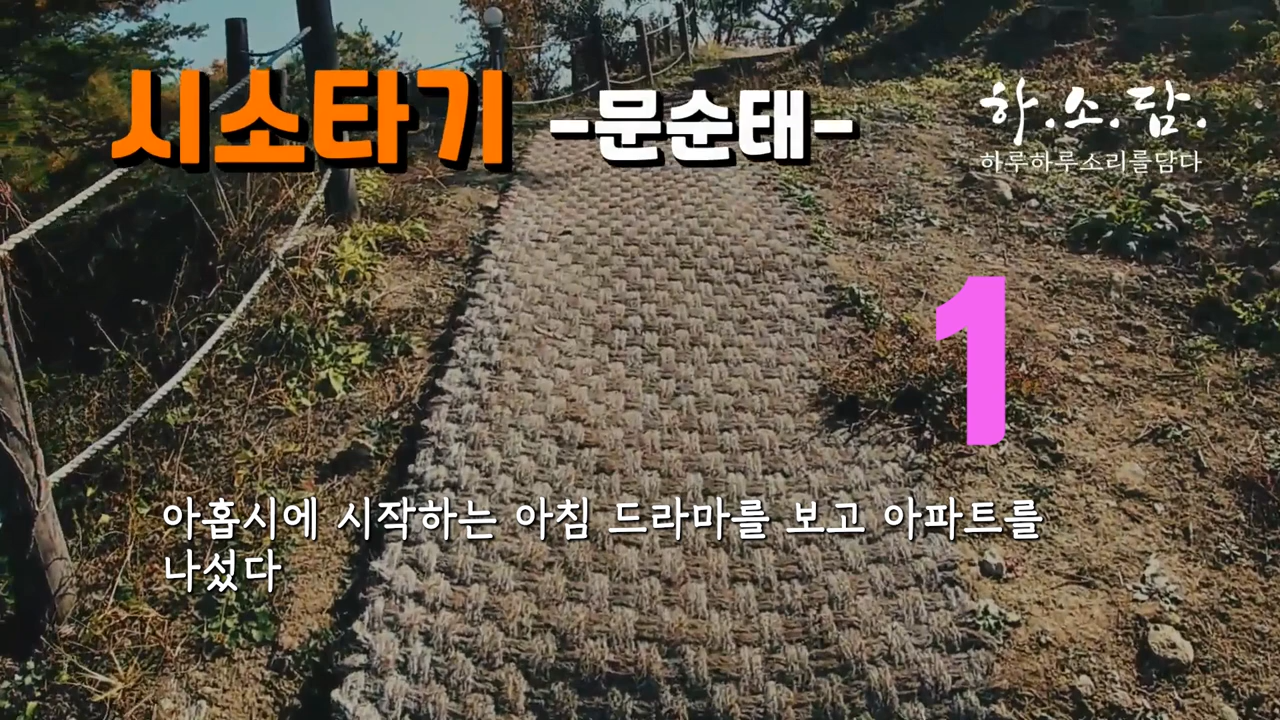 시소타기 -문순태-
하.소.담.
하루하루소리를담다
1
아홉시에 시작하는 아침 드라마를 보고 아파트를
나섰다